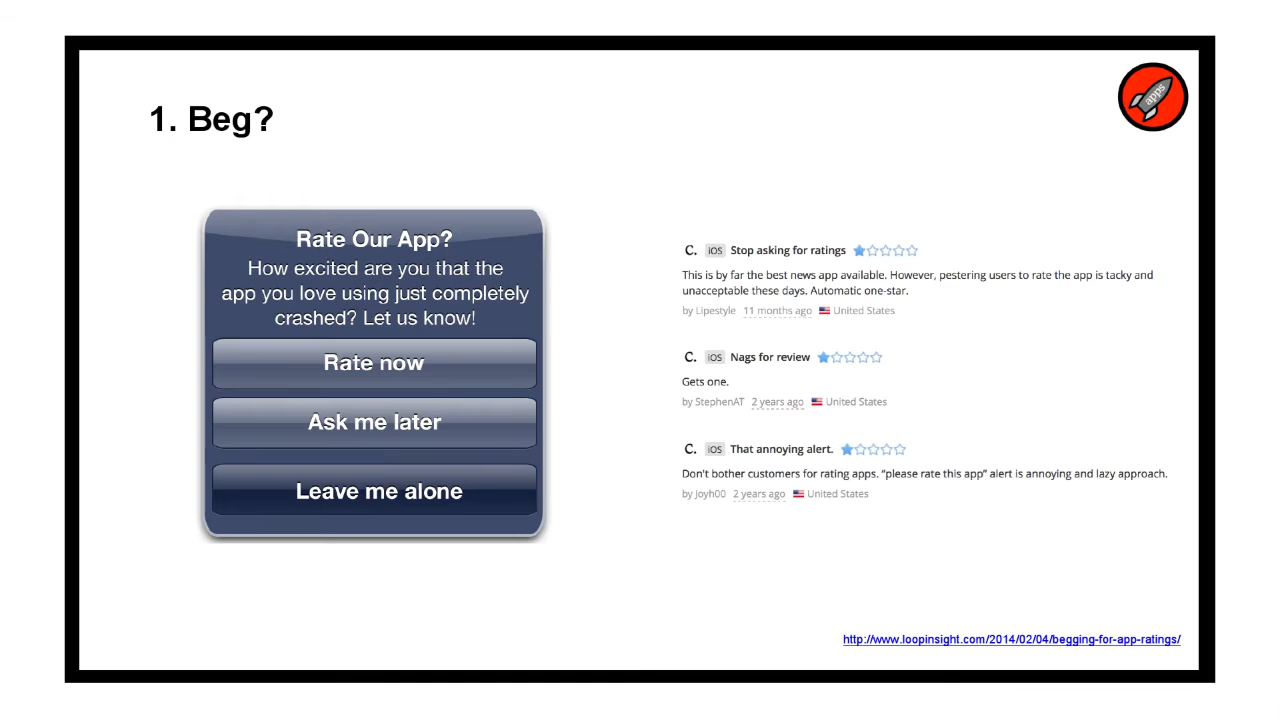 1. Beg?
apps
Rate Our App?
How excited are you that the
app you love using just completely
crashed? Let us know!
Rate now
Ask me later
Leave me alone
C. iOS Stop asking for ratings
This is by far the best news app available. However, pestering users to rate the app is tacky and
unacceptable these days. Automatic one-star.
by Lipestyle 11 months ago United States
C. iOS Nags for review
Gets one.
by StephenAT 2 years ago United States
C. iOS That annoying alert.
Don't bother customers for rating apps. “please rate this app” alert is annoying and lazy approach.
by Joyh00 2 years ago United States
http://www.loopinsight.com/2014/02/04/begging-for-app-ratings/